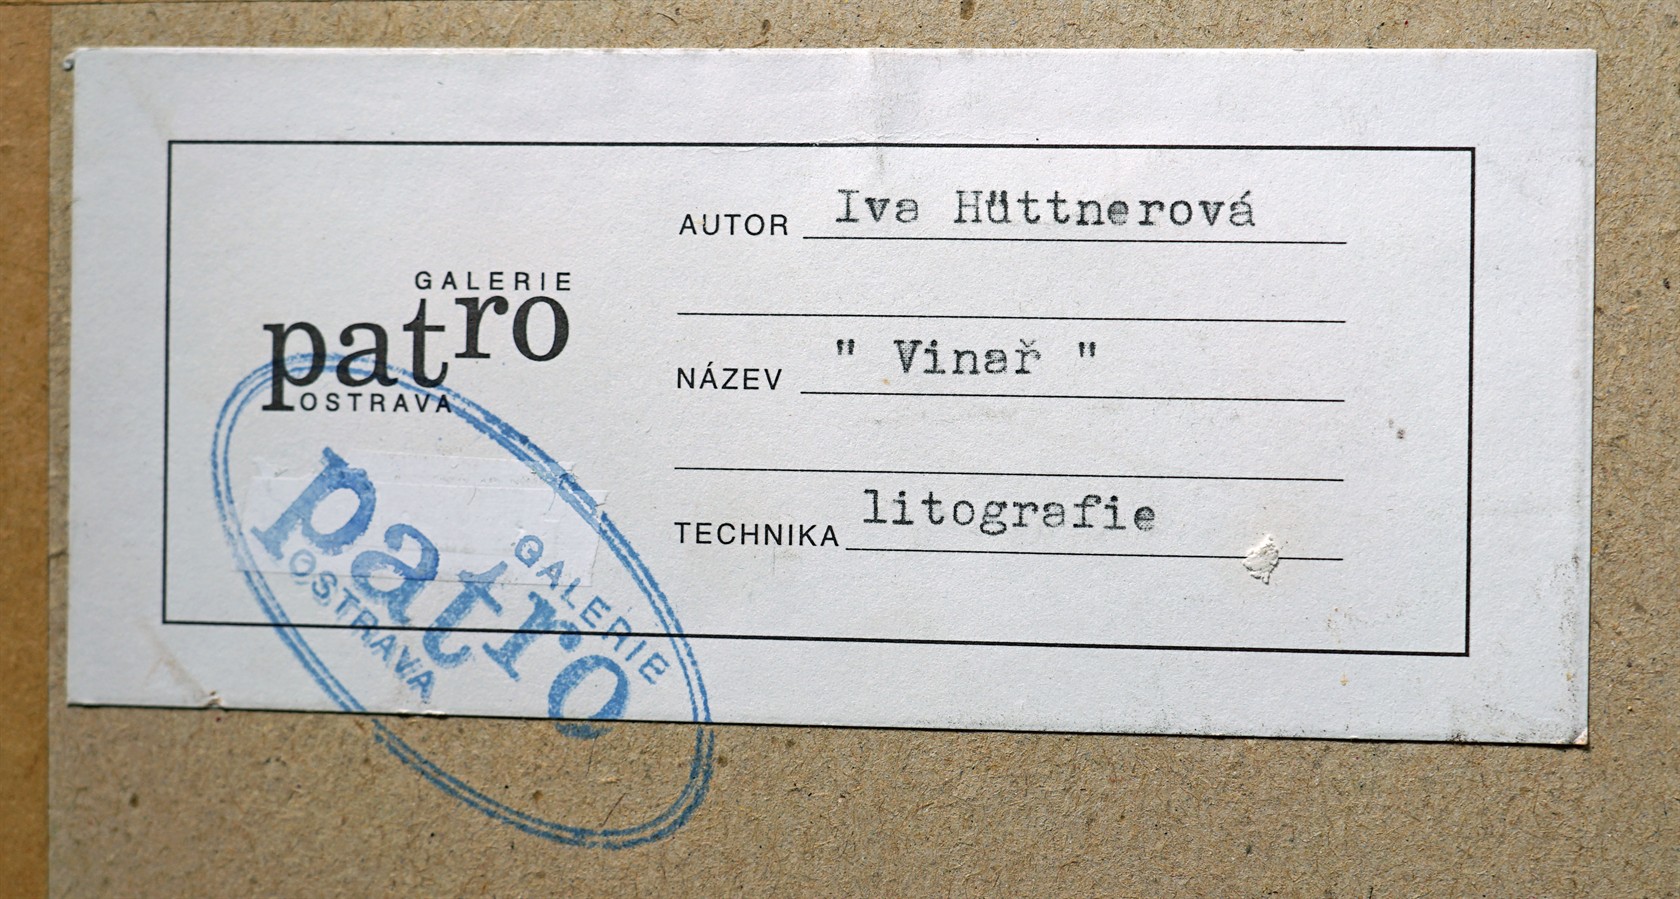 GALERIE
patro
OSTRAVA
AUTOR Iva Hüttnerová
NÁZEV " Vinař "
TECHNIKA litografie
GALERIE
patro
OSTRAVA